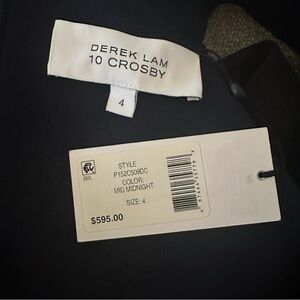 DEREK LAM
10 CROSBY
4
STYLE
P152C509DC
COLOR:
MID MIDNIGHT
SIZE: 4
$595.00